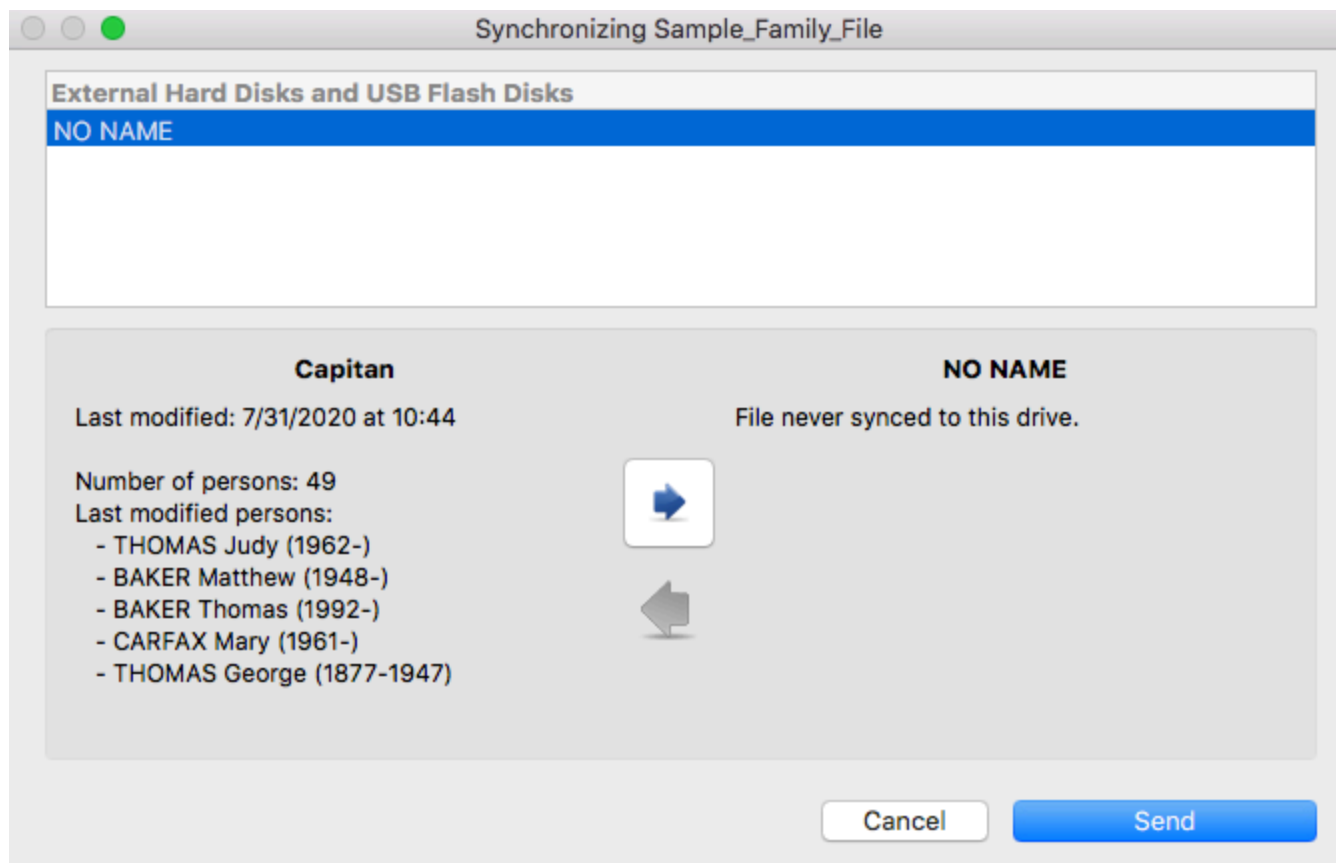 Synchronizing Sample_Family_File
External Hard Disks and USB Flash Disks
NO NAME
Capitan
Last modified: 7/31/2020 at 10:44
Number of persons: 49
Last modified persons:
- THOMAS Judy (1962-)
- BAKER Matthew (1948-)
- BAKER Thomas (1992-)
- CARFAX Mary (1961-)
- THOMAS George (1877-1947)
NO NAME
File never synced to this drive.
Cancel
Send